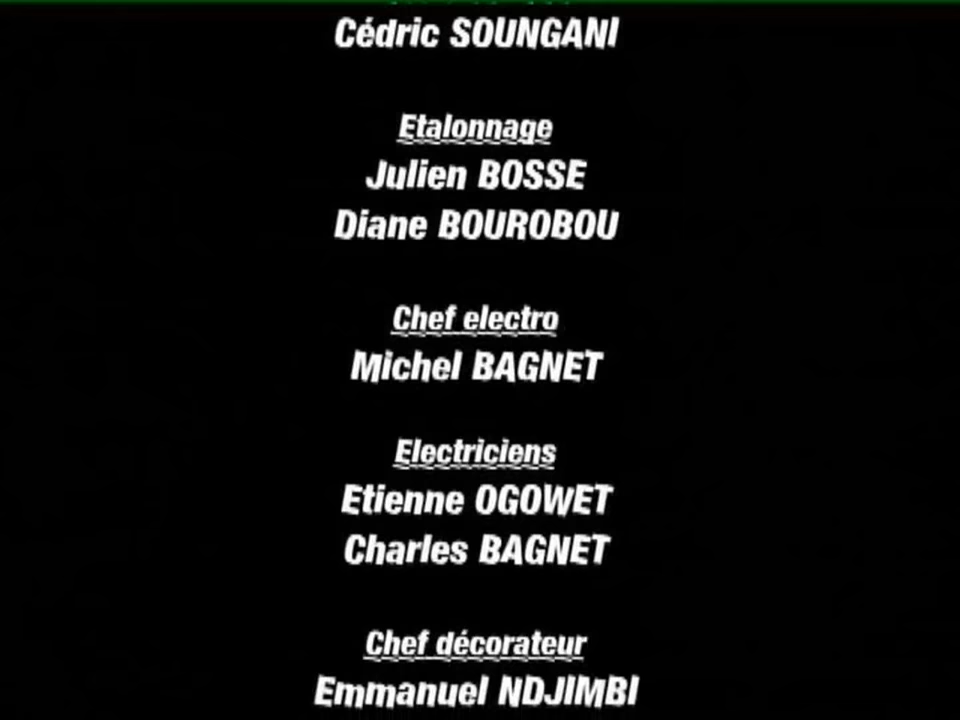 Cédric SOUNGANI
Etalonnage
Julien BOSSE
Diane BOUROBOU
Chef electro
Michel BAGNET
Electriciens
Etienne OGOWET
Charles BAGNET
Chef décorateur
Emmanuel NDJIMBI